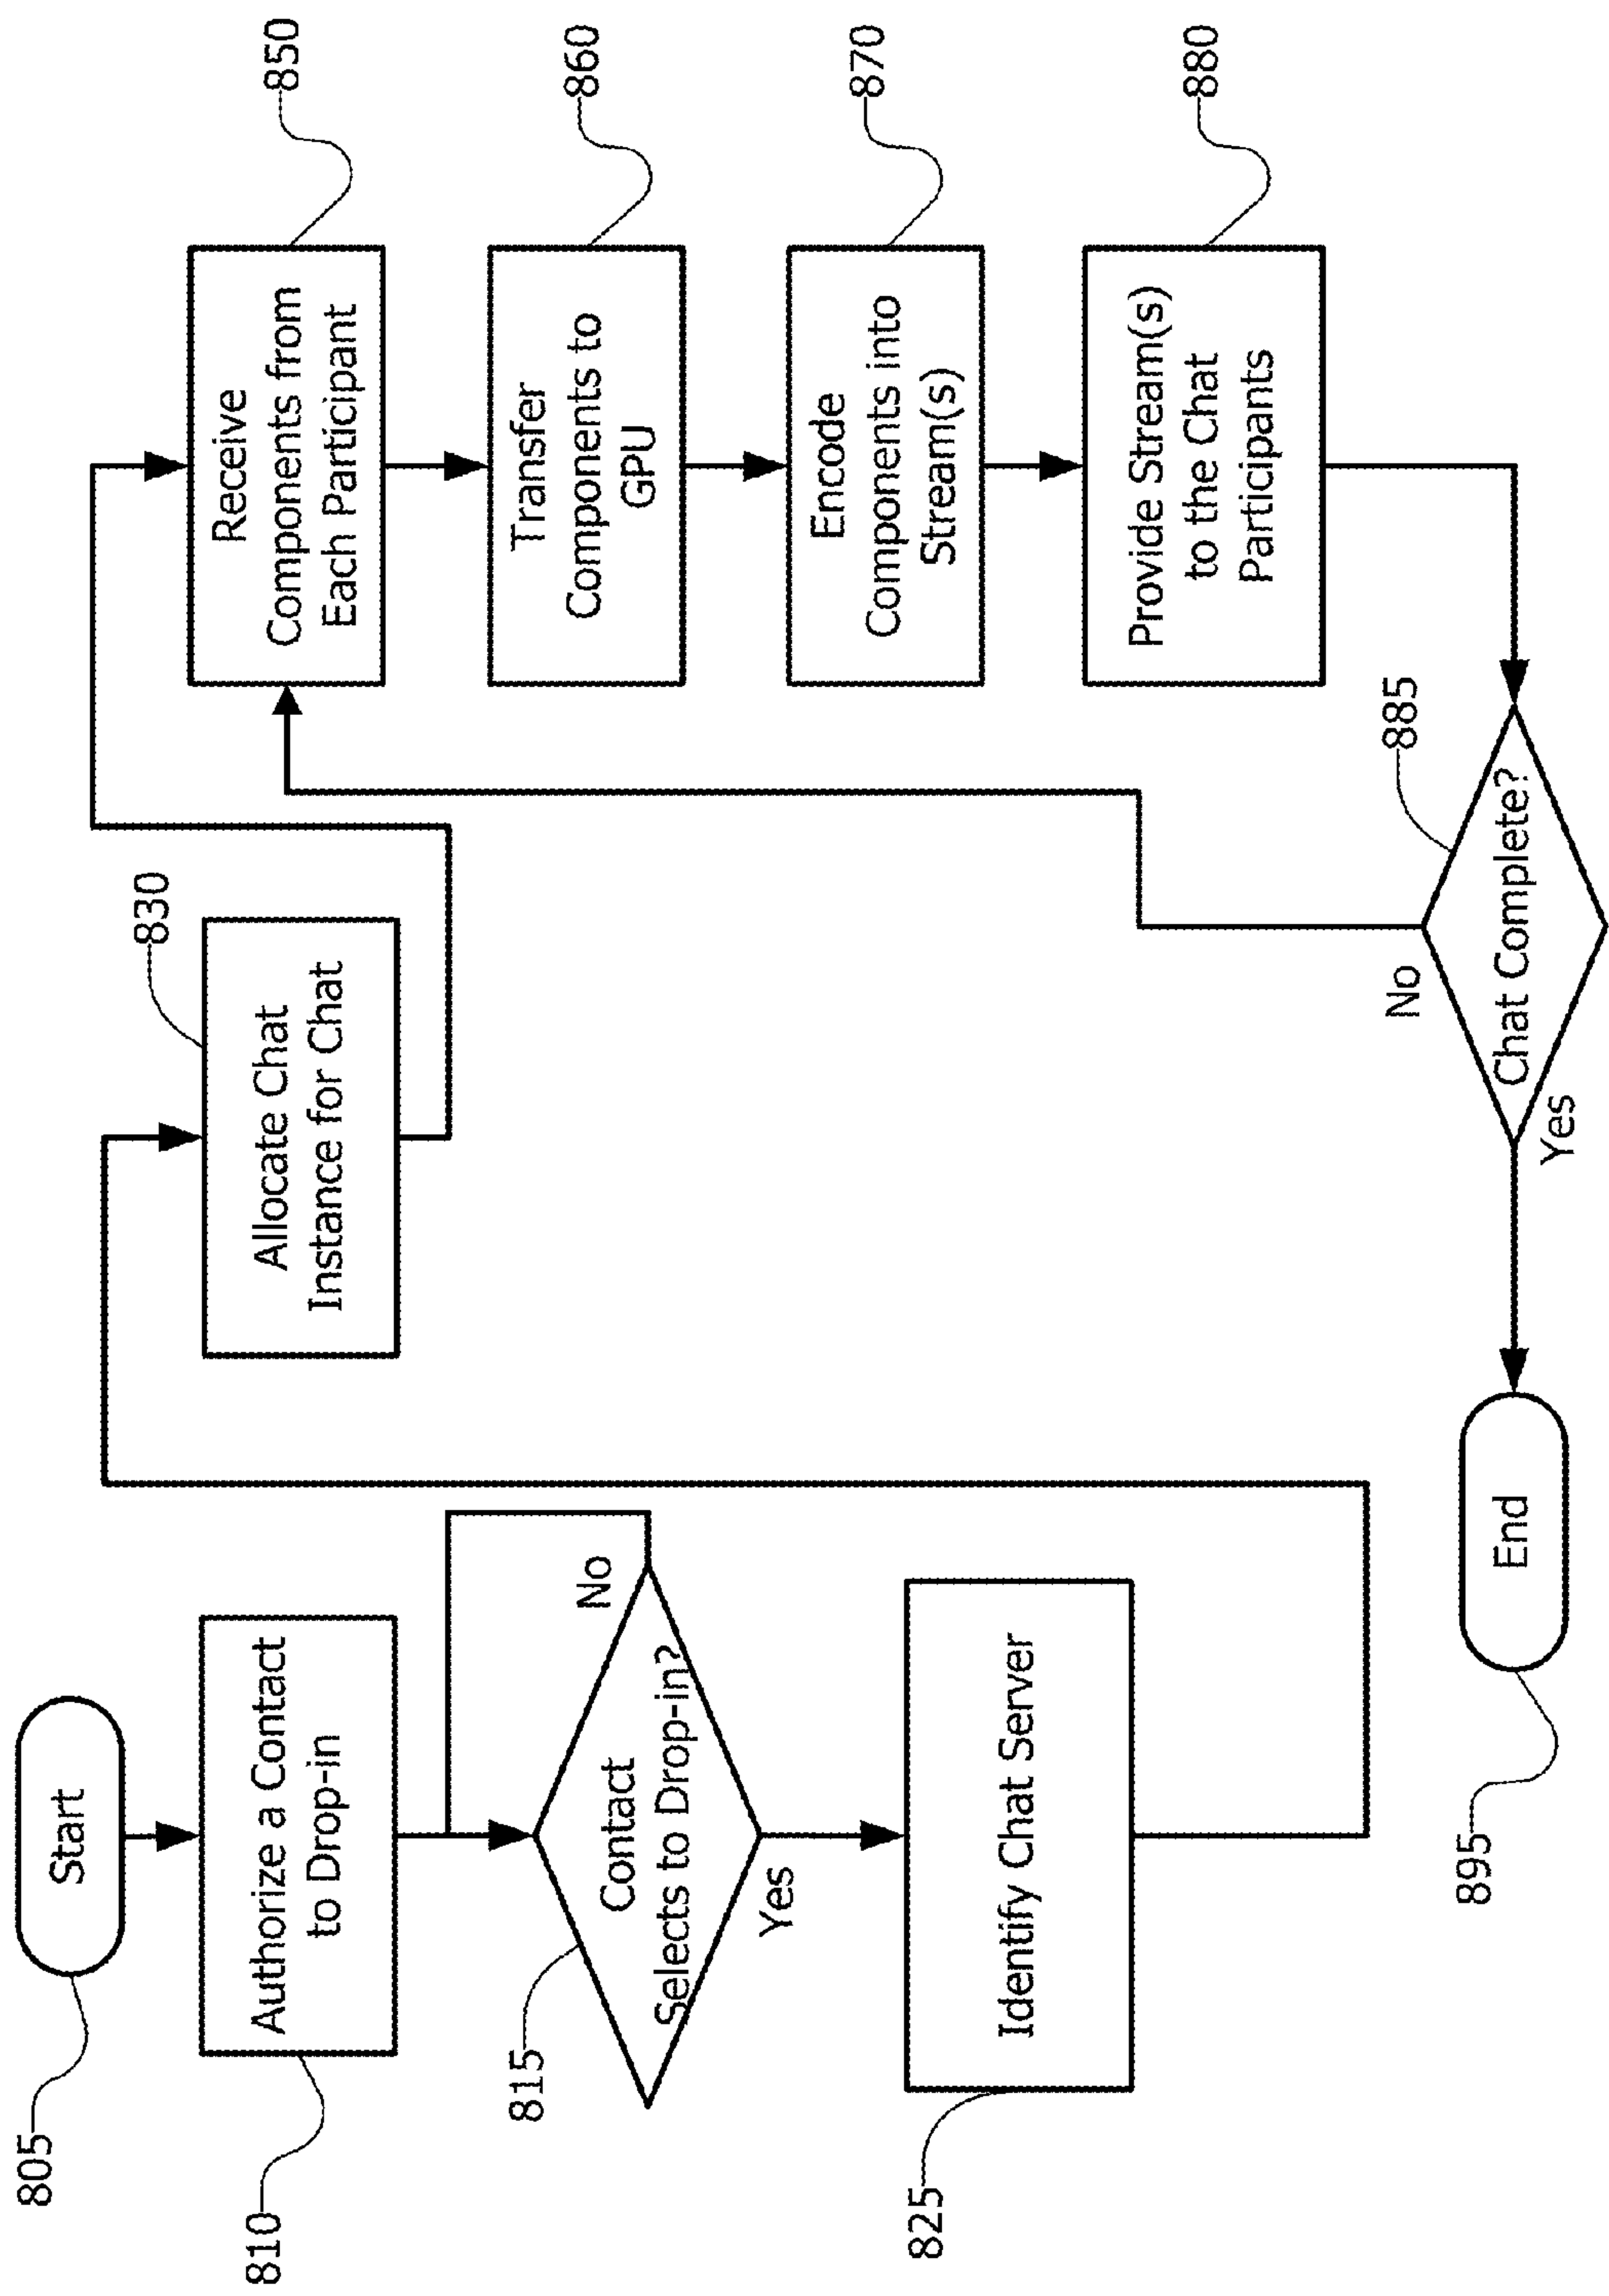 805
Start
810
Authorize a Contact
to Drop-in
815
Contact
Selects to Drop-in?
No
Yes
825
Identify Chat Server
830
Allocate Chat
Instance for Chat
850
Receive
Components from
Each Participant
860
Transfer
Components to
GPU
870
Encode
Components into
Stream(s)
880
Provide Stream(s)
to the Chat
Participants
885
Chat Complete?
No
Yes
895
End